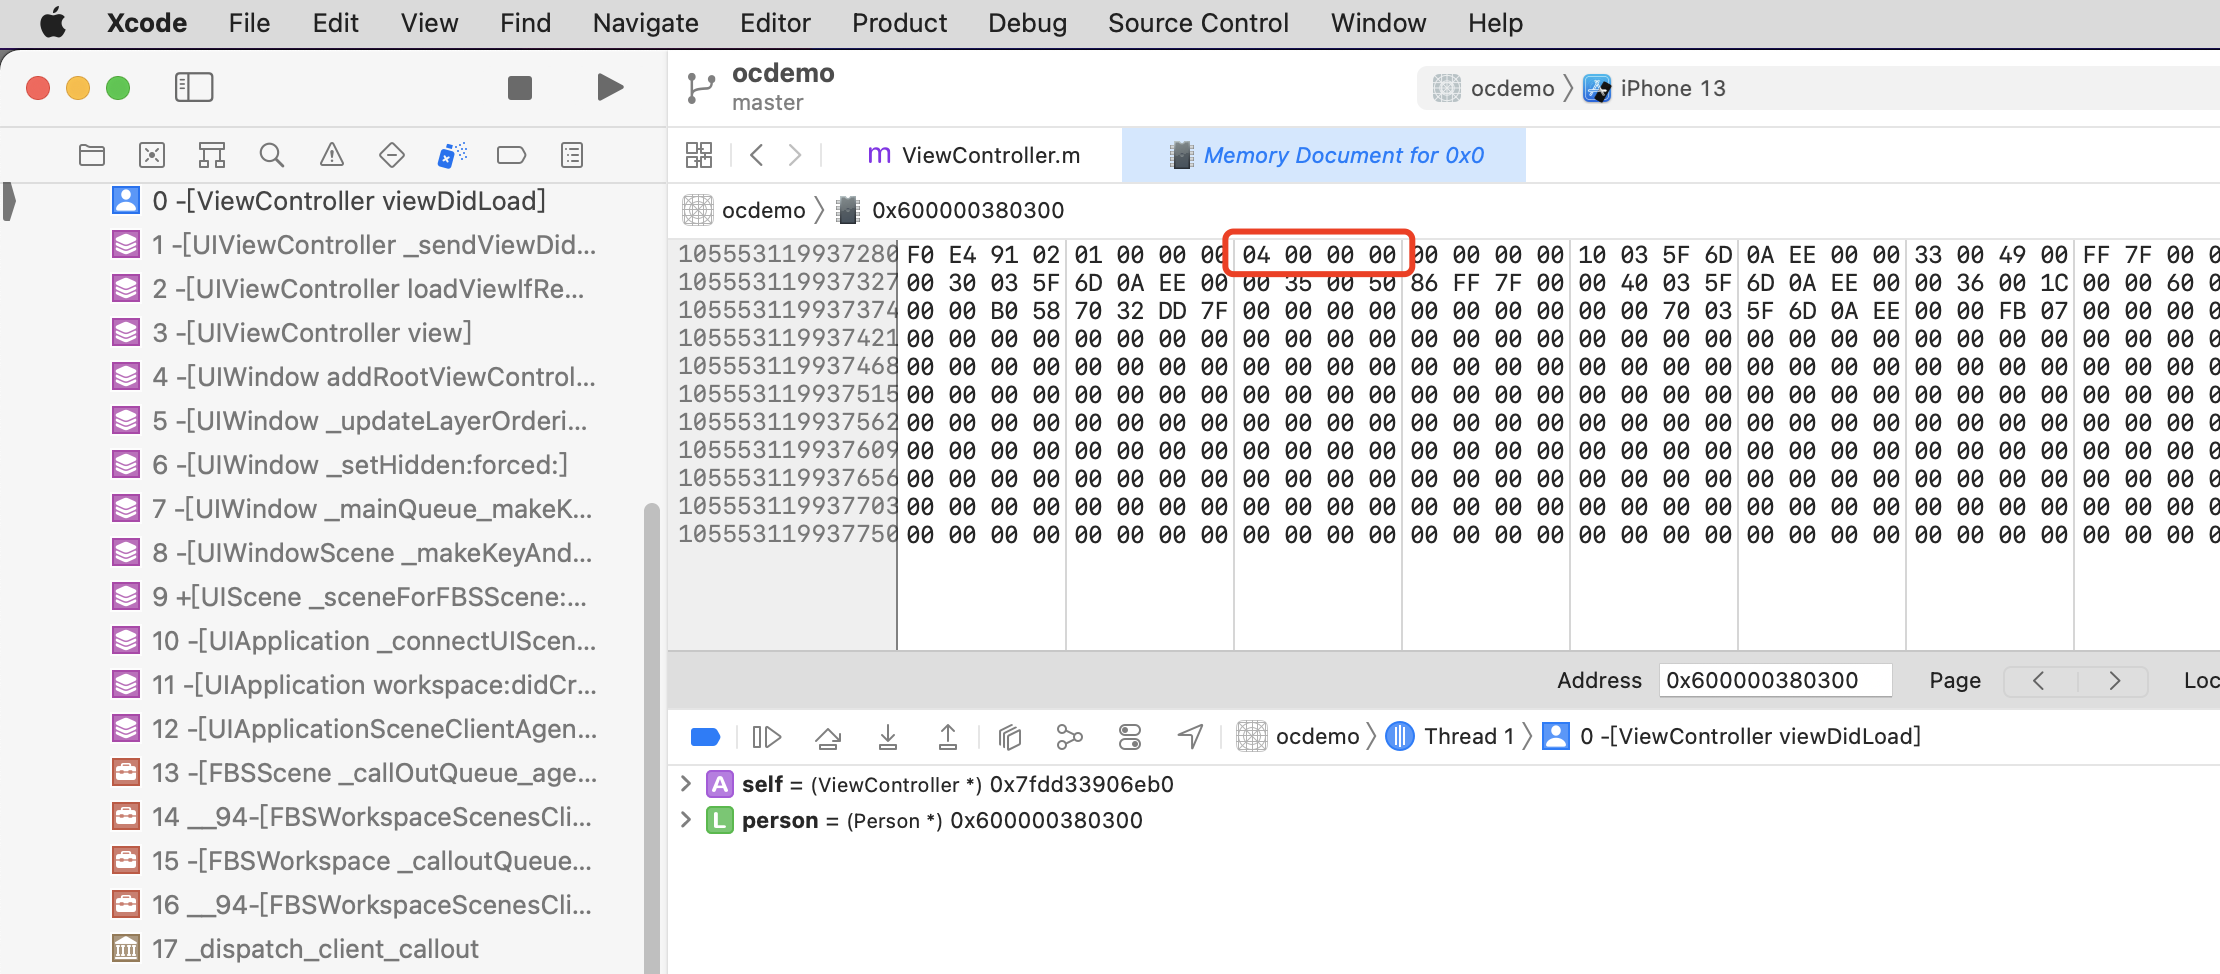 Xcode File Edit View Find Navigate Editor Product Debug Source Control Window Help
ocdemo
master
ocdemo iPhone 13
ViewController.m
Memory Document for 0x0
ocdemo 0x600000380300
0 -[ViewController viewDidLoad]
1 -[UIViewController _sendViewDid...
2 -[UIViewController loadViewIfRe...
3 -[UIViewController view]
4 -[UIWindow addRootViewControl...
5 -[UIWindow _updateLayerOrderi...
6 -[UIWindow _setHidden:forced:]
7 -[UIWindow _mainQueue_makeK...
8 -[UIWindowScene _makeKeyAnd...
9 +[UIScene _sceneForFBSScene:...
10 -[UIApplication _connectUIScen...
11 -[UIApplication workspace:didCr...
12 -[UIApplicationSceneClientAgen...
13 -[FBSScene _callOutQueue_age...
14 __94-[FBSWorkspaceScenesCli...
15 -[FBSWorkspace _calloutQueue...
16 __94-[FBSWorkspaceScenesCli...
17 _dispatch_client_callout
105553119937280 F0 E4 91 02 01 00 00 00 04 00 00 00 00 00 00 00 10 03 5F 6D 0A EE 00 00 33 00 49 00 FF 7F 00 0
105553119937327 00 30 03 5F 6D 0A EE 00 00 35 00 50 86 FF 7F 00 00 40 03 5F 6D 0A EE 00 00 36 00 1C 00 00 60 0
105553119937374 00 00 B0 58 70 32 DD 7F 00 00 00 00 00 00 00 00 00 00 70 03 5F 6D 0A EE 00 00 FB 07 00 00 00 0
105553119937421 00 00 00 00 00 00 00 00 00 00 00 00 00 00 00 00 00 00 00 00 00 00 00 00 00 00 00 00 00 00 00 0
105553119937468 00 00 00 00 00 00 00 00 00 00 00 00 00 00 00 00 00 00 00 00 00 00 00 00 00 00 00 00 00 00 00 0
105553119937515 00 00 00 00 00 00 00 00 00 00 00 00 00 00 00 00 00 00 00 00 00 00 00 00 00 00 00 00 00 00 00 0
105553119937562 00 00 00 00 00 00 00 00 00 00 00 00 00 00 00 00 00 00 00 00 00 00 00 00 00 00 00 00 00 00 00 0
105553119937609 00 00 00 00 00 00 00 00 00 00 00 00 00 00 00 00 00 00 00 00 00 00 00 00 00 00 00 00 00 00 00 0
105553119937656 00 00 00 00 00 00 00 00 00 00 00 00 00 00 00 00 00 00 00 00 00 00 00 00 00 00 00 00 00 00 00 0
105553119937703 00 00 00 00 00 00 00 00 00 00 00 00 00 00 00 00 00 00 00 00 00 00 00 00 00 00 00 00 00 00 00 0
105553119937750 00 00 00 00 00 00 00 00 00 00 00 00 00 00 00 00 00 00 00 00 00 00 00 00 00 00 00 00 00 00 00 0
Address 0x600000380300 Page Loc
ocdemo Thread 1 0 -[ViewController viewDidLoad]
A self = (ViewController *) 0x7fdd33906eb0
L person = (Person *) 0x600000380300